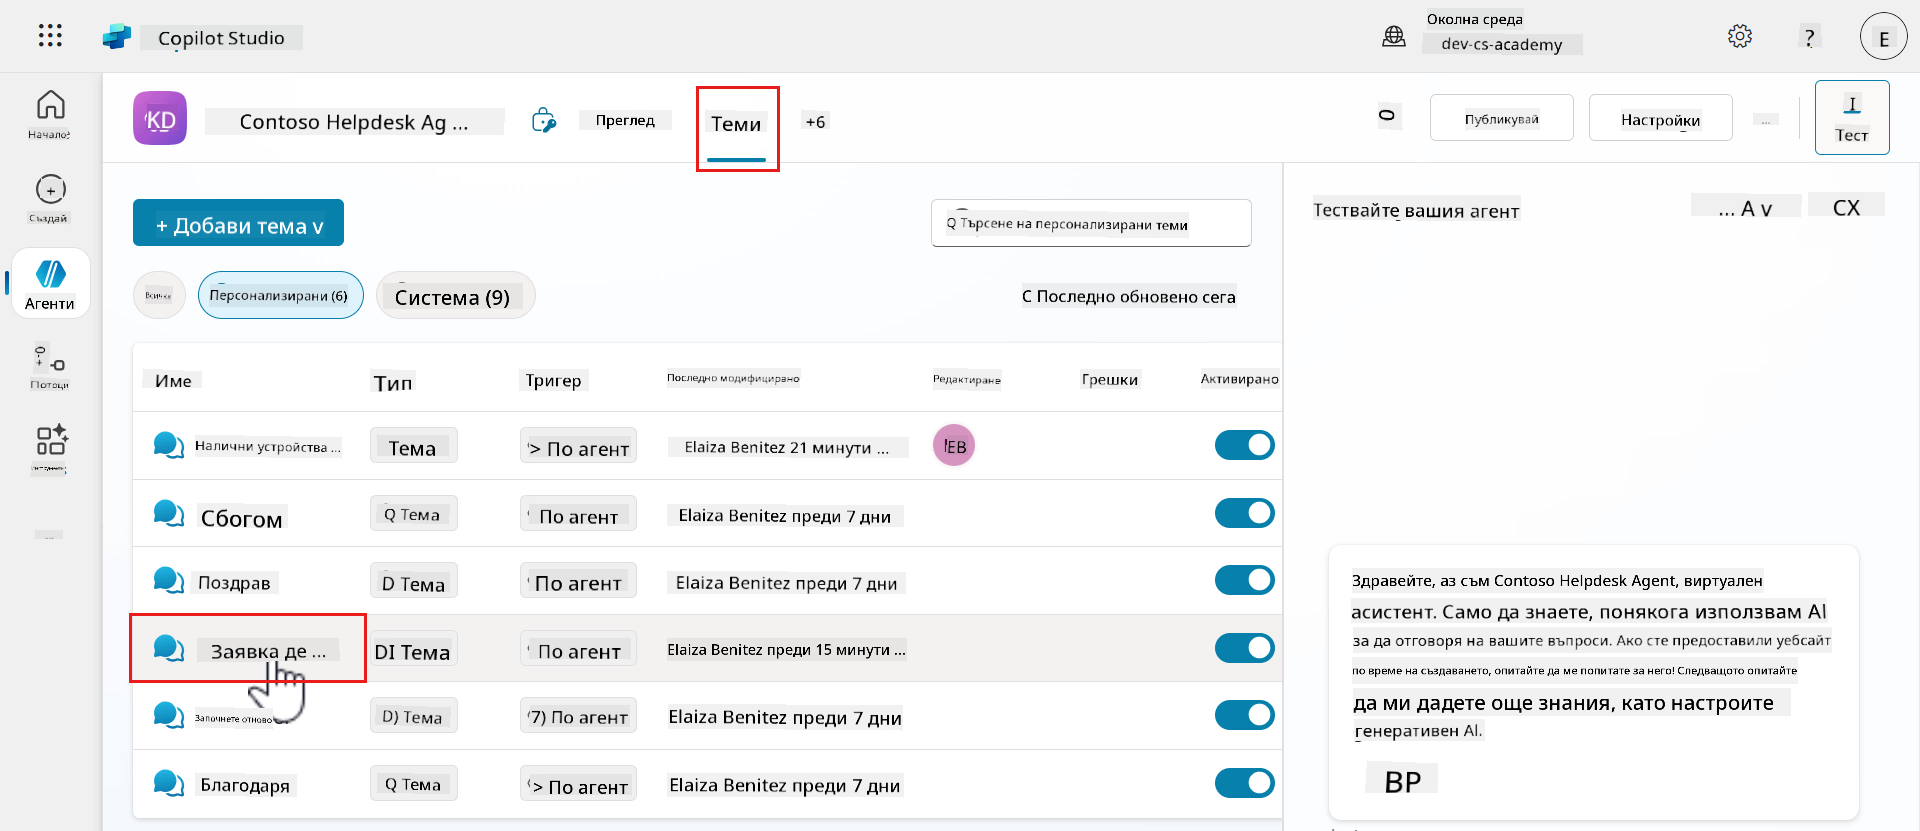 Copilot Studio
Околна среда
dev-cs-academy
?
E
Начало
Създай
Агенти
Потоци
KD
Contoso Helpdesk Ag ...
Преглед
Теми
+6
Публикувай
Настройки
...
I
Тест
+ Добави тема v
Q Търсене на персонализирани теми
Всички
Персонализирани (6)
Система (9)
С Последно обновено сега
Име
Тип
Тригер
Последно модифицирано
Редактиране
Грешки
Активирано
Налични устройства ...
Тема
> По агент
Elaiza Benitez 21 минути ...
EB
Сбогом
Q Тема
По агент
Elaiza Benitez преди 7 дни
Поздрав
D Тема
По агент
Elaiza Benitez преди 7 дни
Заявка де ...
DI Тема
По агент
Elaiza Benitez преди 15 минути ...
Започнете отново
D) Тема
7) По агент
Elaiza Benitez преди 7 дни
Благодаря
Q Тема
> По агент
Elaiza Benitez преди 7 дни
Тествайте вашия агент
... A v
CX
Здравейте, аз съм Contoso Helpdesk Agent, виртуален
асистент. Само да знаете, понякога използвам AI
за да отговоря на вашите въпроси. Ако сте предоставили уебсайт
по време на създаването, опитайте да ме попитате за него! Следващото опитайте
да ми дадете още знания, като настроите
генеративен AI.
BP